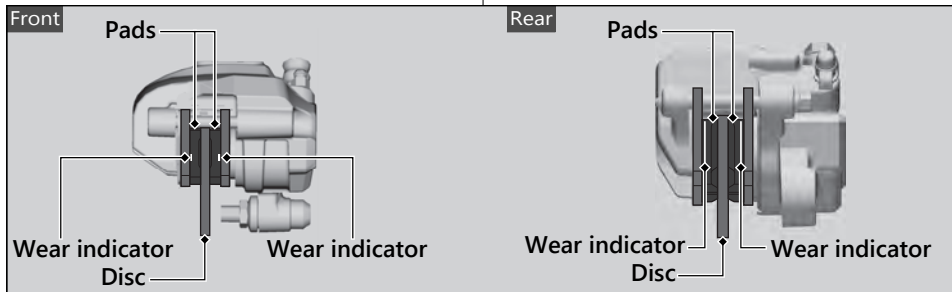 Front
Pads
Wear indicator
Wear indicator
Disc
Rear
Pads
Wear indicator
Wear indicator
Disc